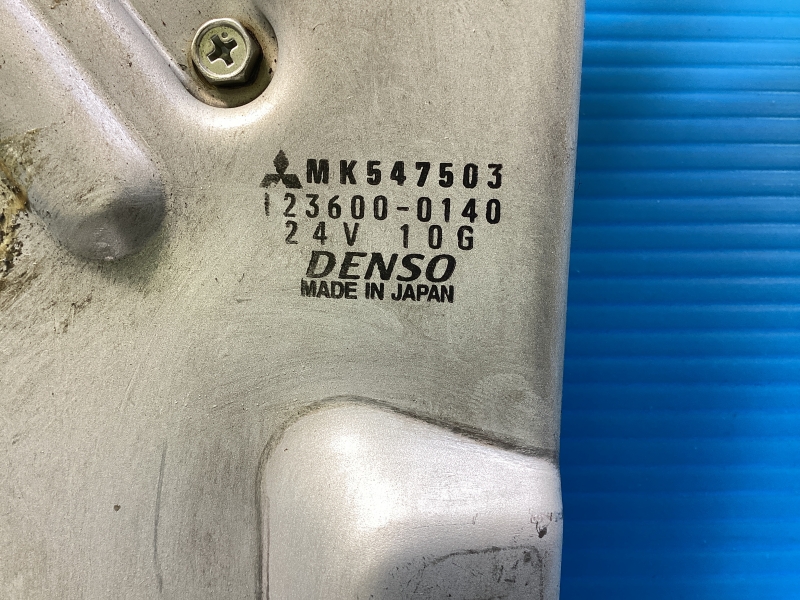 MK547503
123600-0140
24V 10G
DENSO
MADE IN JAPAN